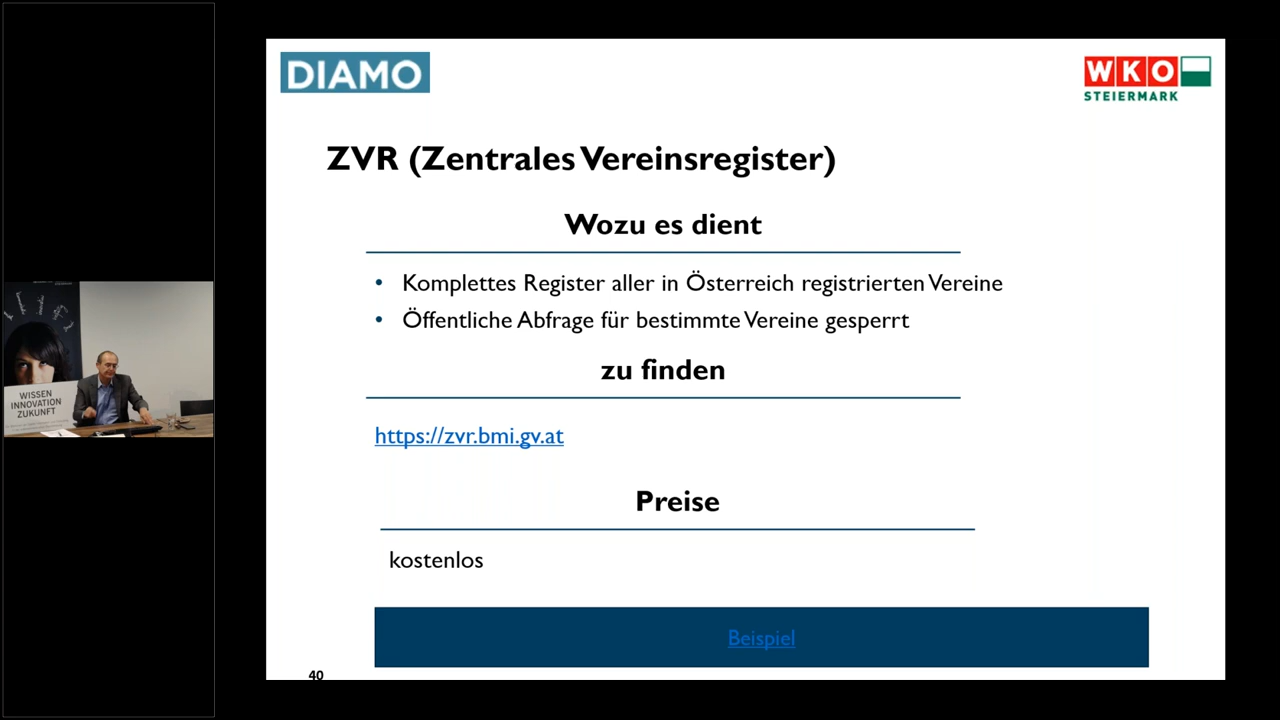 DIAMO
WKO
STEIERMARK
ZVR (Zentrales Vereinsregister)
Wozu es dient
• Komplettes Register aller in Österreich registrierten Vereine
• Öffentliche Abfrage für bestimmte Vereine gesperrt
zu finden
https://zvr.bmi.gv.at
Preise
kostenlos
Beispiel
40
WISSEN
INNOVATION
ZUKUNFT